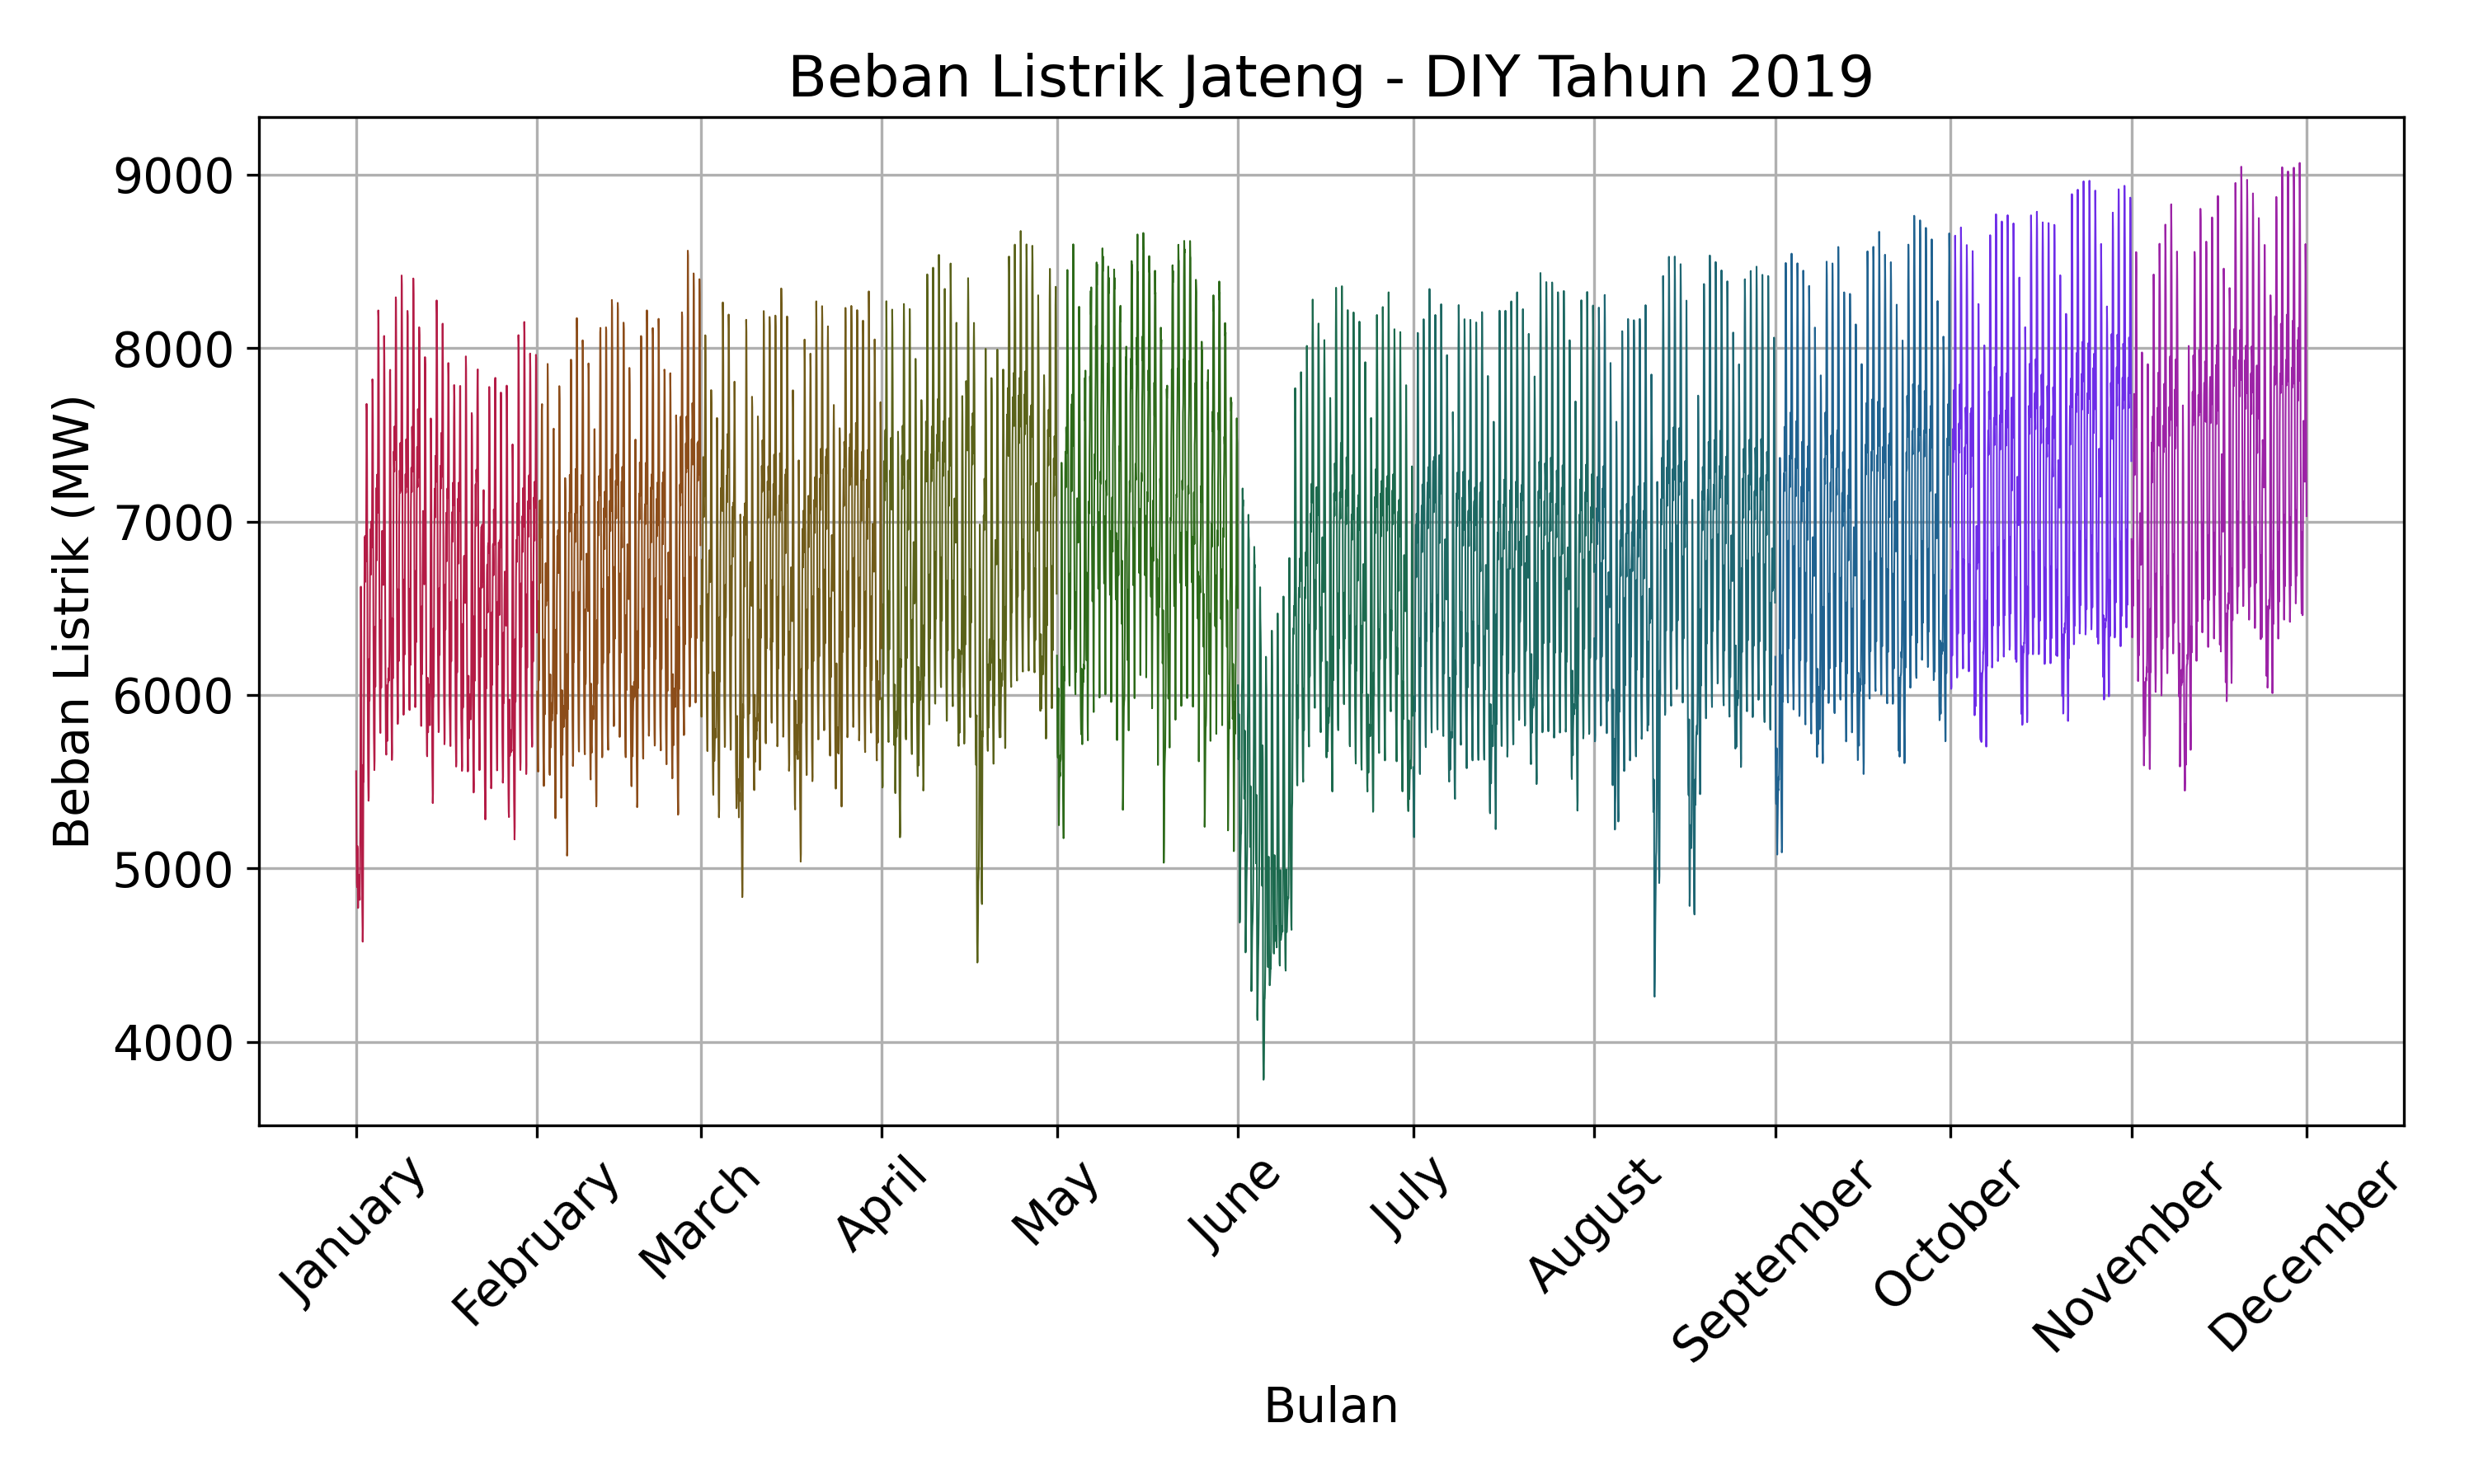 Beban Listrik Jateng - DIY Tahun 2019
Beban Listrik (MW)
9000
8000
7000
6000
5000
4000
January
February
March
April
May
June
July
August
September
October
November
December
Bulan